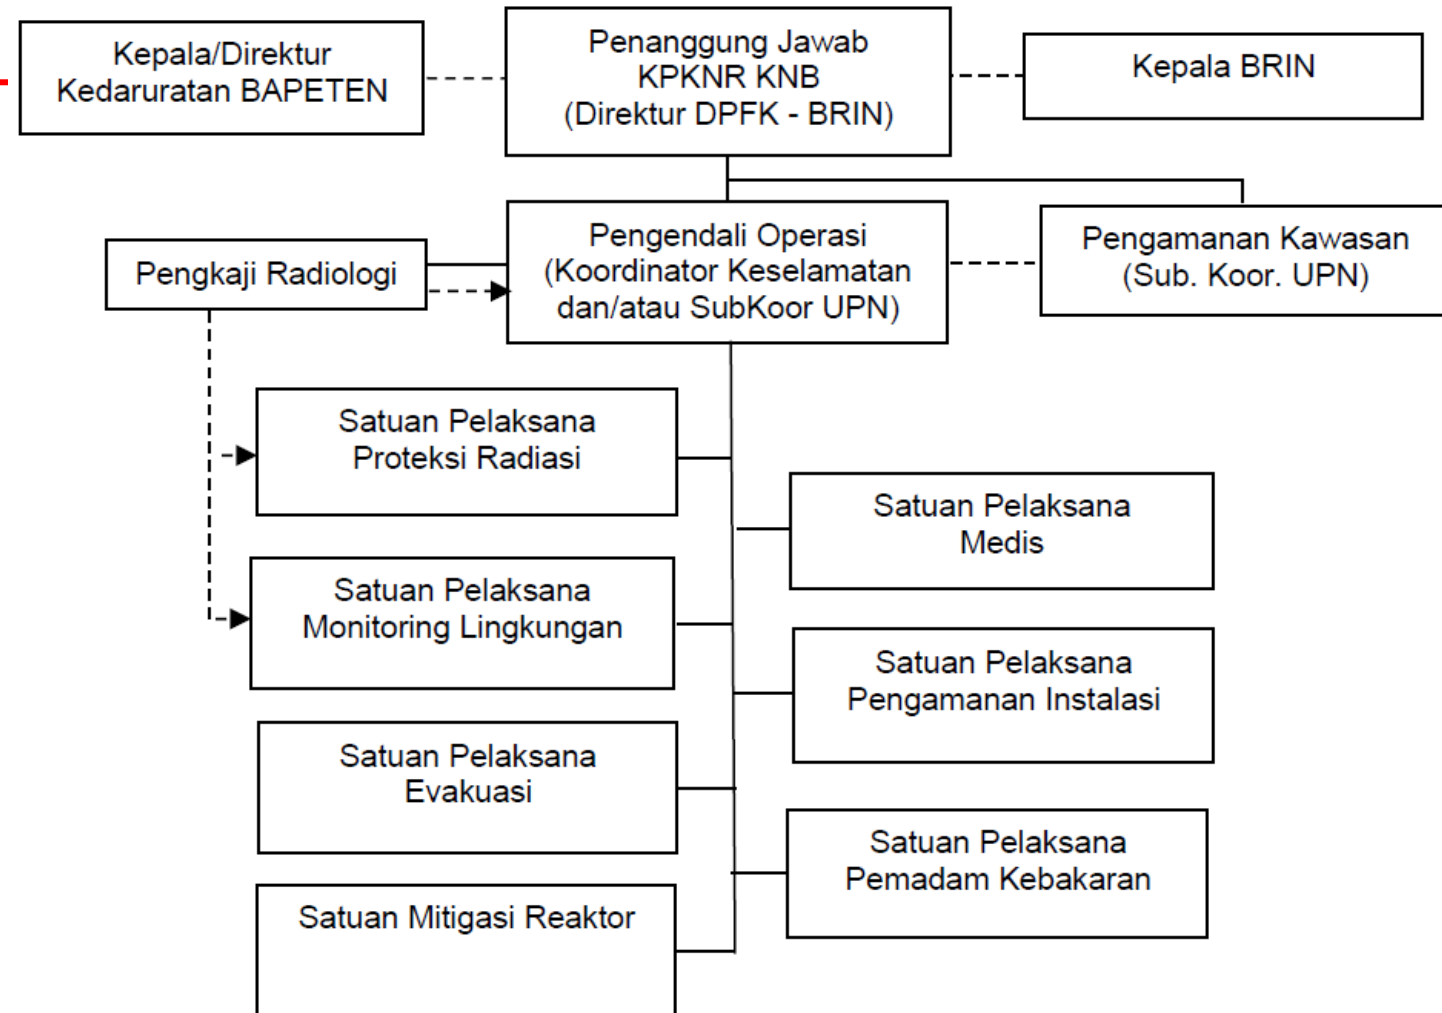 Kepala/Direktur
Kedaruratan BAPETEN
Penanggung Jawab
KPKNR KNB
(Direktur DPFK - BRIN)
Kepala BRIN
Pengkaji Radiologi
Pengendali Operasi
(Koordinator Keselamatan
dan/atau SubKoor UPN)
Pengamanan Kawasan
(Sub. Koor. UPN)
Satuan Pelaksana
Proteksi Radiasi
Satuan Pelaksana
Medis
Satuan Pelaksana
Monitoring Lingkungan
Satuan Pelaksana
Pengamanan Instalasi
Satuan Pelaksana
Evakuasi
Satuan Pelaksana
Pemadam Kebakaran
Satuan Mitigasi Reaktor